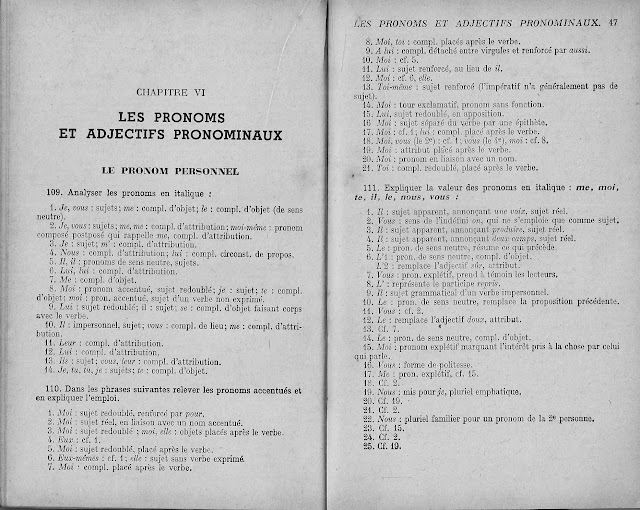 CHAPITRE VI
LES PRONOMS
ET ADJECTIFS PRONOMINAUX
LE PRONOM PERSONNEL
109. Analyser les pronoms en italique :
1. Je, vous : sujets ; me : compl. d'objet ; le : compl. d'objet (de sens
neutre).
2. Je, vous : sujets ; me, me : compl. d'attribution ; moi-même : pronom
composé postposé qui rappelle me, compl. d'attribution.
3. Je : sujet ; m' : compl. d'attribution.
4. Nous : compl. d'attribution ; lui : compl. circonst. de propos.
5. Il, il : pronoms de sens neutre, sujets.
6. Lui, lui : compl. d'attribution.
7. Me : compl. d'objet.
8. Moi : pronom accentué, sujet redoublé ; je : sujet ; te : compl.
d'objet ; moi : pron. accentué, sujet d'un verbe non exprimé.
9. Lui : sujet redoublé ; il : sujet ; se : compl. d'objet faisant corps
avec le verbe.
10. Il : impersonnel, sujet ; vous : compl. de lieu ; me : compl. d'attri-
bution.
11. Leur : compl. d'attribution.
12. Lui : compl. d'attribution.
13. Ils : sujet ; vous, leur : compl. d'attribution.
14. Je, tu, tu, je : sujets ; te : compl. d'objet.
110. Dans les phrases suivantes relever les pronoms accentués et
en expliquer l'emploi.
1. Moi : sujet redoublé, renforcé par pour.
2. Moi : sujet réel, en liaison avec un nom accentué.
3. Moi : sujet redoublé ; moi, elle : objets placés après le verbe.
4. Eux : cf. 1.
5. Moi : sujet redoublé, placé après le verbe.
6. Eux-mêmes : cf. 1 ; elle : sujet sans verbe exprimé.
7. Moi : compl. placé après le verbe.
LES PRONOMS ET ADJECTIFS PRONOMINAUX. 47
8. Moi, toi : compl. placés après le verbe.
9. A lui : compl. détaché entre virgules et renforcé par aussi.
10. Moi : cf. 5.
11. Lui : sujet renforcé, au lieu de il.
12. Moi : cf. 6, elle.
13. Toi-même : sujet renforcé (l'impératif n'a généralement pas de
sujet).
14. Moi : tour exclamatif, pronom sans fonction.
15. Lui, sujet redoublé, en opposition.
16. Moi : sujet séparé du verbe par une épithète.
17. Moi : cf. 1 ; lui : compl. placé après le verbe.
18. Moi, vous (le 2e) : cf. 1 ; vous (le 1er), moi : cf. 8.
19. Moi : attribut placé après le verbe.
20. Moi : pronom en liaison avec un nom.
21. Toi : compl. redoublé, placé après le verbe.
111. Expliquer la valeur des pronoms en italique : me, moi,
te, il, le, nous, vous :
1. Il : sujet apparent, annonçant une voix, sujet réel.
2. Vous : sens de l'indéfini on, qui ne s'emploie que comme sujet.
3. Il : sujet apparent, annonçant produire, sujet réel.
4. Il : sujet apparent, annonçant deux camps, sujet réel.
5. Le : pron. de sens neutre, résume ce qui précède.
6. L'1 : pron. de sens neutre, compl. d'objet.
L'2 : remplace l'adjectif sûr, attribut.
7. Vous : pron. explétif, prend à témoin les lecteurs.
8. L' : représente le participe repris.
9. Il : sujet grammatical d'un verbe impersonnel.
10. Le : pron. de sens neutre, remplace la proposition précédente.
11. Vous : cf. 2.
12. Le : remplace l'adjectif doux, attribut.
13. Cf. 7.
14. Le : pron. de sens neutre, compl. d'objet.
15. Moi : pronom explétif marquant l'intérêt pris à la chose par celui
qui parle.
16. Vous : forme de politesse.
17. Me : pron. explétif, cf. 15.
18. Cf. 2.
19. Nous : mis pour je, pluriel emphatique.
20. Cf. 19.
21. Cf. 2.
22. Nous : pluriel familier pour un pronom de la 2e personne.
23. Cf. 15.
24. Cf. 2.
25. Cf. 19.